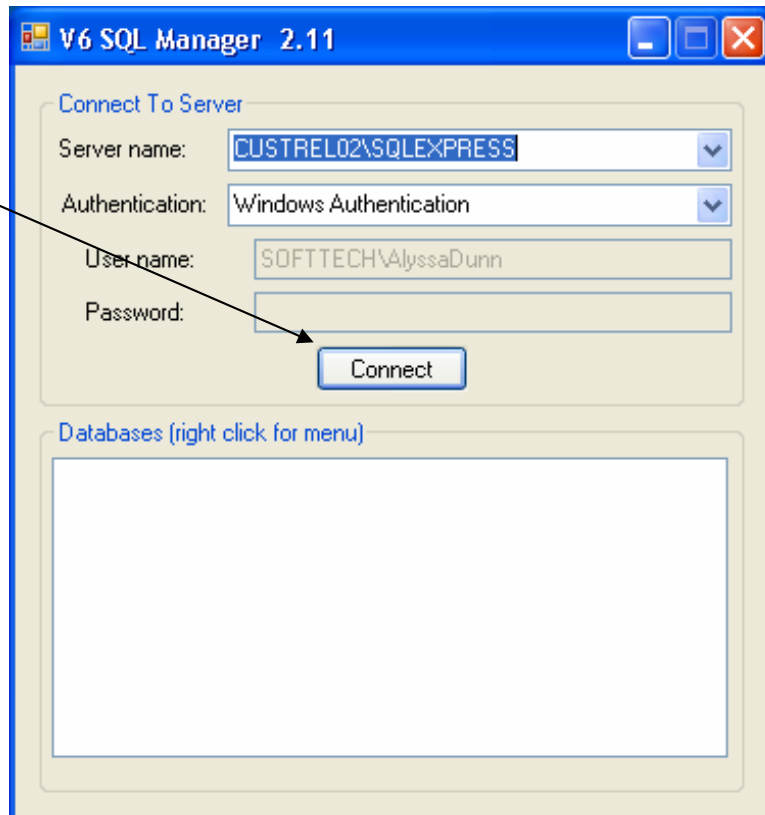 V6 SQL Manager 2.11
Connect To Server
Server name: CUSTREL02\SQLEXPRESS
Authentication: Windows Authentication
User name: SOFTTECH\AlyssaDunn
Password:
Connect
Databases (right click for menu)